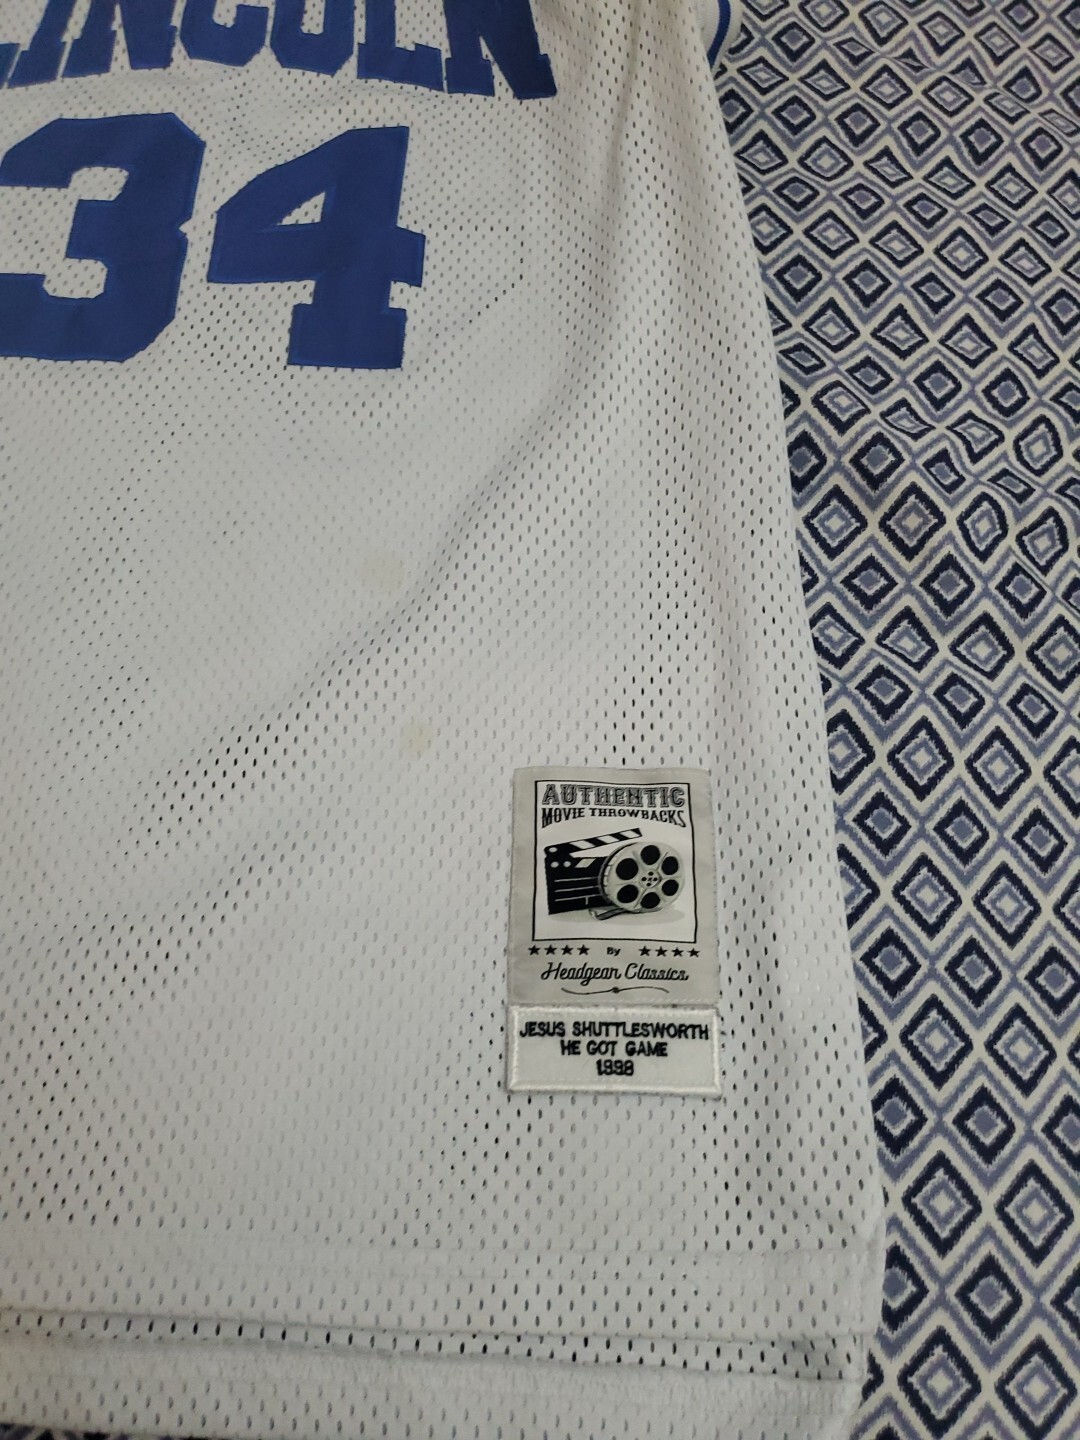 LINCOLN
34
AUTHENTIC
MOVIE THROWBACKS
By
Headgear Classics
JESUS SHUTTLESWORTH
HE GOT GAME
1998